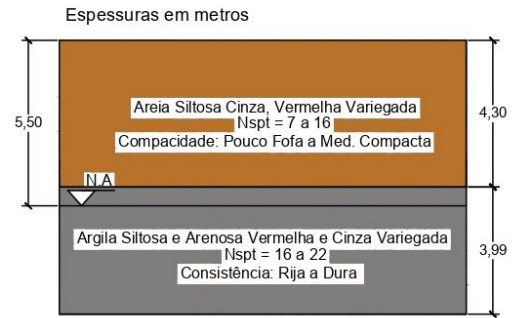 Espessuras em metros
5,50
Areia Siltosa Cinza, Vermelha Variegada
Nspt = 7 a 16
Compacidade: Pouco Fofa a Med. Compacta
4,30
N.A
Argila Siltosa e Arenosa Vermelha e Cinza Variegada
Nspt = 16 a 22
Consistência: Rija a Dura
3,99